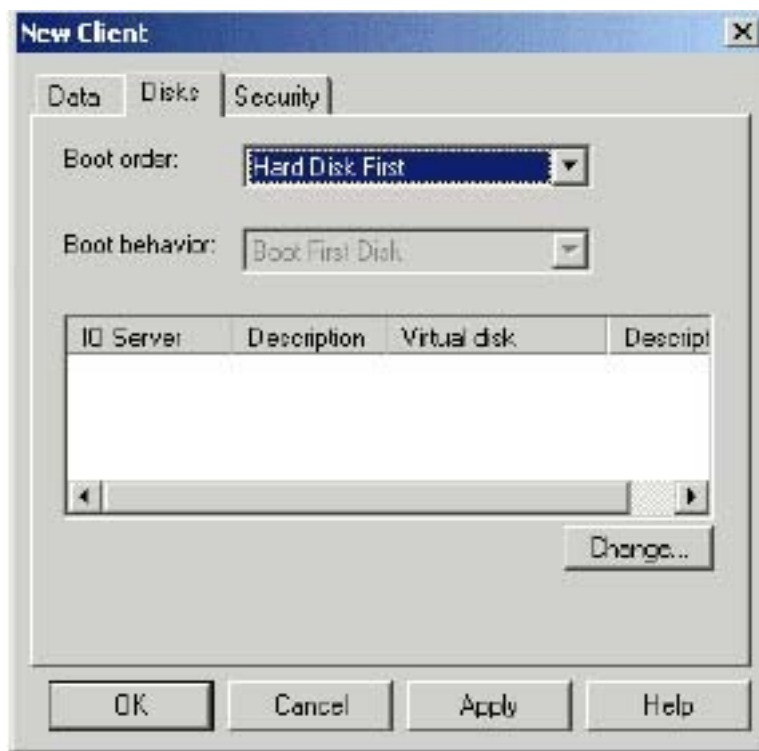 New Client
Data Disks Security
Boot order: Hard Disk First
Boot behavior: Boot First Disk
IO Server Description Virtual disk Descript
Change...
OK Cancel Apply Help